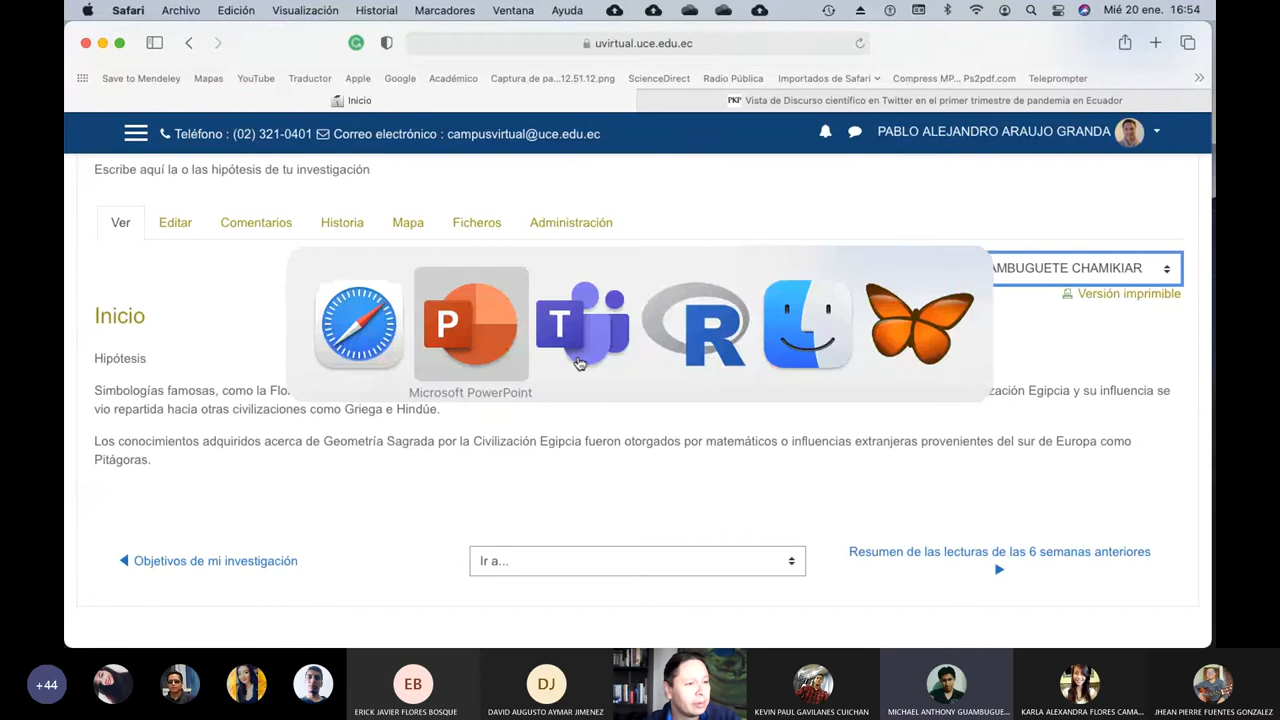 Safari Archivo Edición Visualización Historial Marcadores Ventana Ayuda Mié 20 ene. 16:54
uvirtual.uce.edu.ec
Save to Mendeley Mapas YouTube Traductor Apple Google Académico Captura de pa...12.51.12.png ScienceDirect Radio Pública Importados de Safari Compress MP... Ps2pdf.com Teleprompter
Inicio PKP Vista de Discurso científico en Twitter en el primer trimestre de pandemia en Ecuador
Teléfono : (02) 321-0401 Correo electrónico : campusvirtual@uce.edu.ec PABLO ALEJANDRO ARAUJO GRANDA
Escribe aquí la o las hipótesis de tu investigación
Ver Editar Comentarios Historia Mapa Ficheros Administración
AMBUGUETE CHAMIKIAR
Versión imprimible
Inicio
P T R
Hipótesis
Microsoft PowerPoint
Simbologías famosas, como la Flo zación Egipcia y su influencia se
vio repartida hacia otras civilizaciones como Griega e Hindúe.
Los conocimientos adquiridos acerca de Geometría Sagrada por la Civilización Egipcia fueron otorgados por matemáticos o influencias extranjeras provenientes del sur de Europa como
Pitágoras.
Objetivos de mi investigación Ir a... Resumen de las lecturas de las 6 semanas anteriores
+44 EB DJ
ERICK JAVIER FLORES BOSQUE DAVID AUGUSTO AYMAR JIMENEZ KEVIN PAUL GAVILANES CUICHAN MICHAEL ANTHONY GUAMBUGUE... KARLA ALEXANDRA FLORES CAMA... JHEAN PIERRE FUENTES GONZALEZ